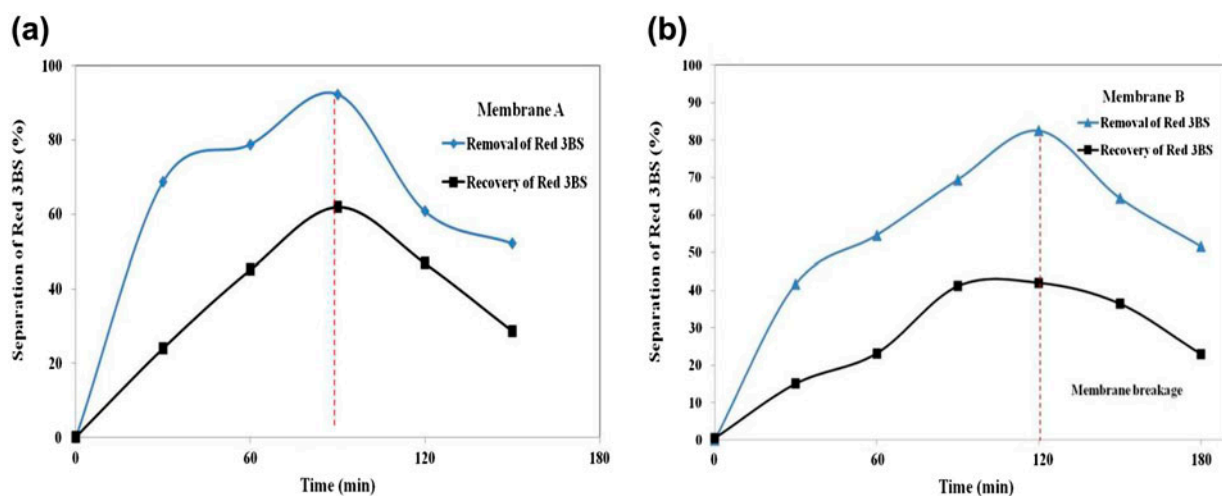 (a)
Separation of Red 3BS (%)
100
80
60
40
20
0
0
60
120
180
Time (min)
Membrane A
Removal of Red 3BS
Recovery of Red 3BS
(b)
Separation of Red 3BS (%)
100
90
80
70
60
50
40
30
20
10
0
0
60
120
180
Time (min)
Membrane B
Removal of Red 3BS
Recovery of Red 3BS
Membrane breakage